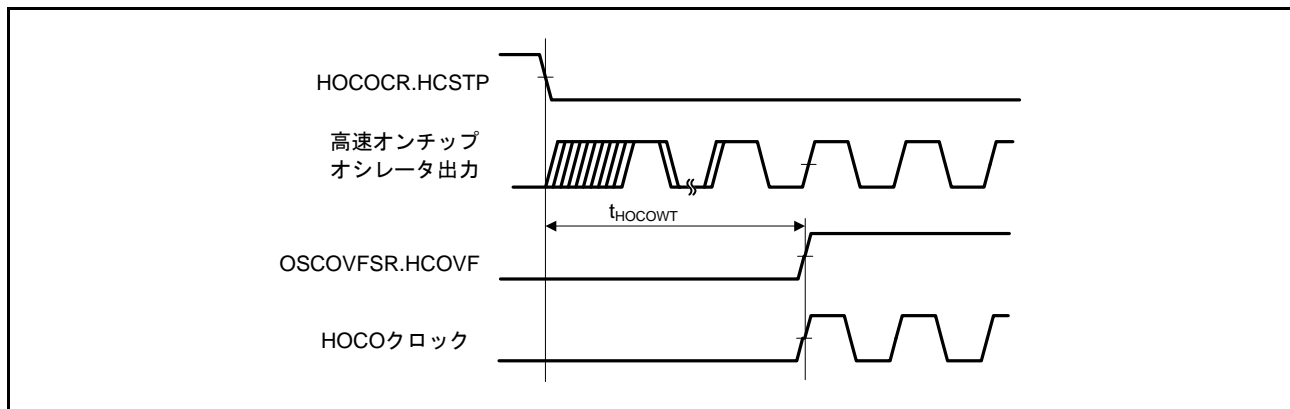 HOCOCR.HCSTP
高速オンチップ
オシレータ出力
tHOCOWT
OSCOVFSR.HCOVF
HOCOクロック